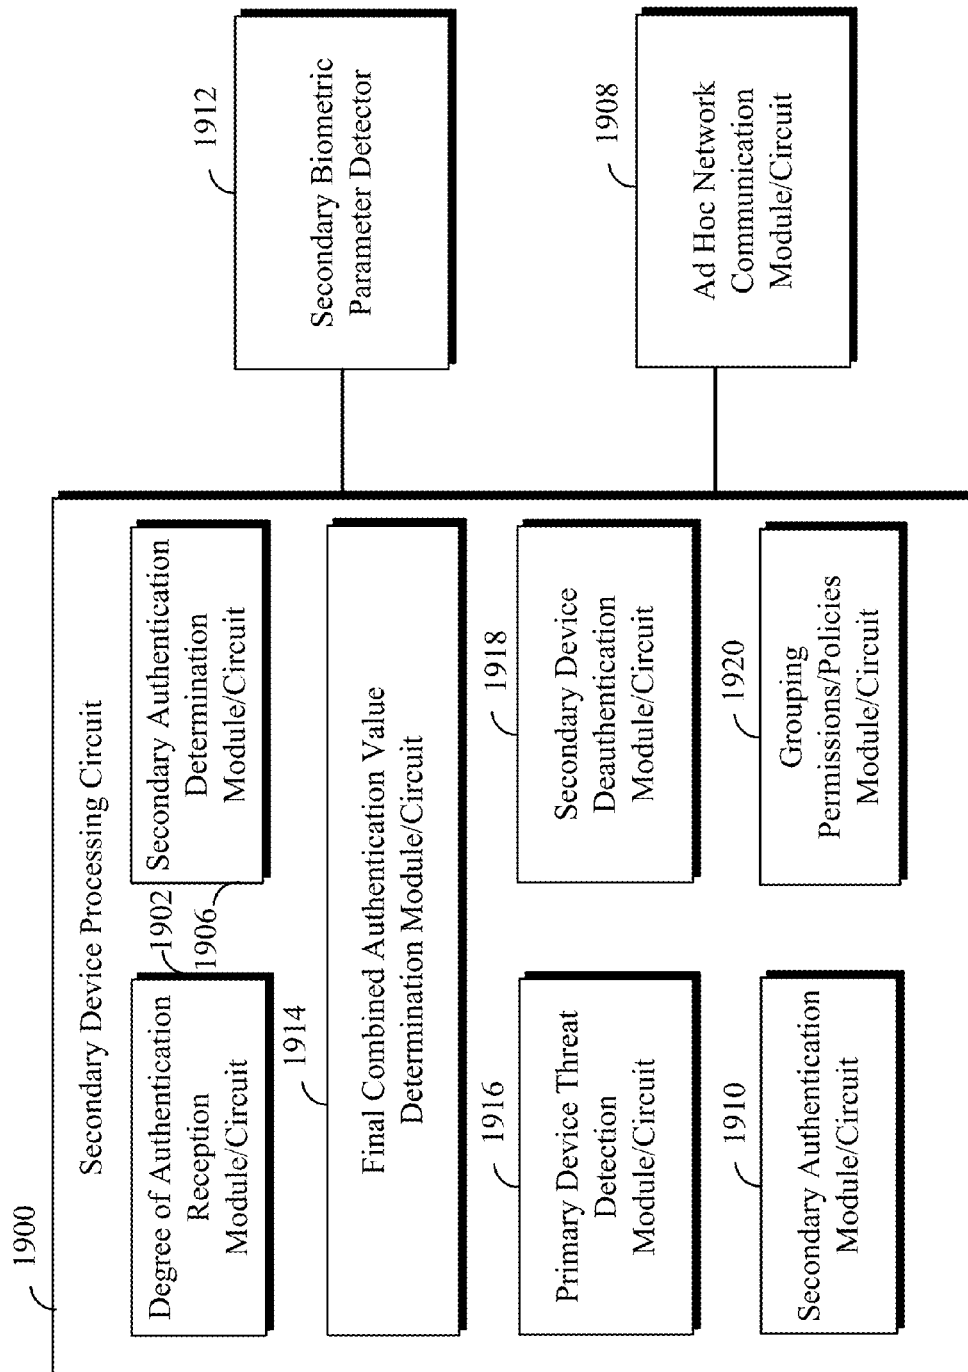 1900
Secondary Device Processing Circuit
Degree of Authentication
Reception
Module/Circuit
1902
1906
Secondary Authentication
Determination
Module/Circuit
1914
Final Combined Authentication Value
Determination Module/Circuit
1916
Primary Device Threat
Detection
Module/Circuit
1918
Secondary Device
Deauthentication
Module/Circuit
1910
Secondary Authentication
Module/Circuit
1920
Grouping
Permissions/Policies
Module/Circuit
1912
Secondary Biometric
Parameter Detector
1908
Ad Hoc Network
Communication
Module/Circuit